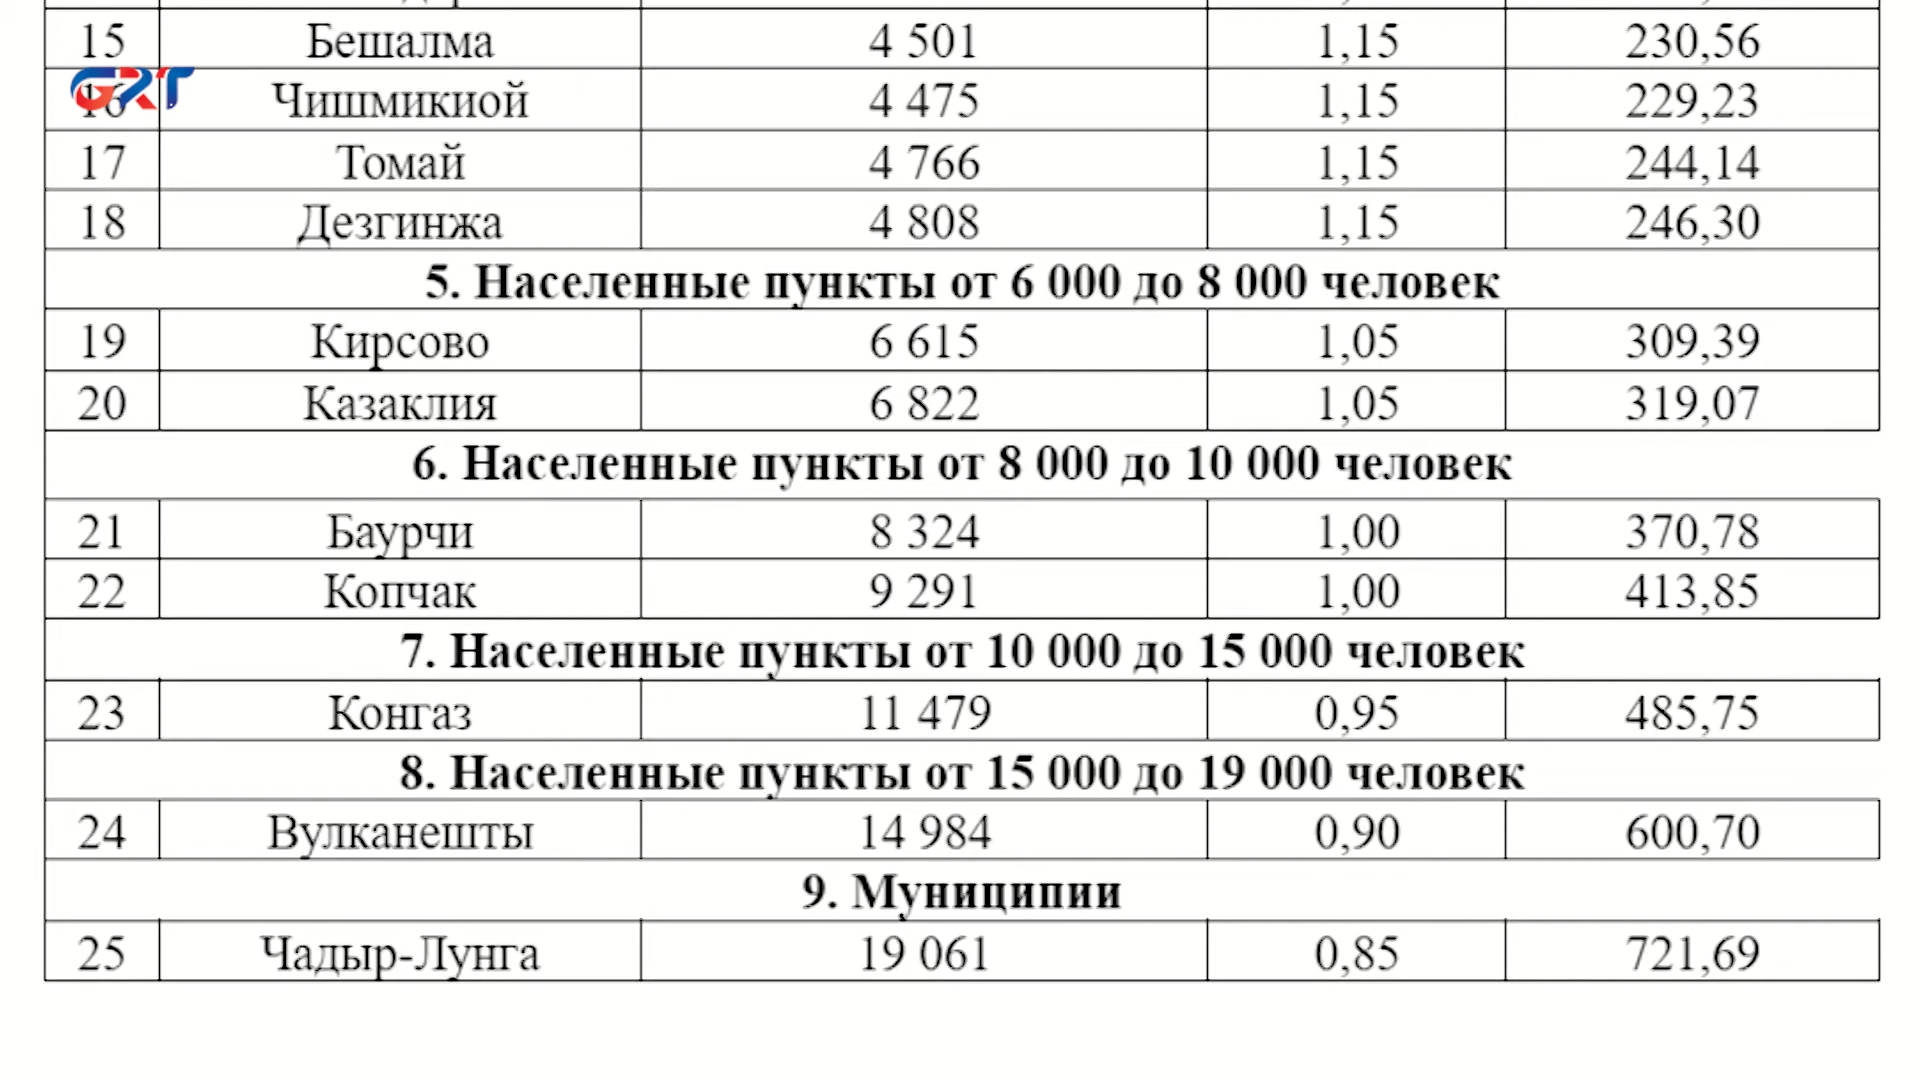 15 Бешалма 4 501 1,15 230,56
GRT
16 Чишмикиой 4 475 1,15 229,23
17 Томай 4 766 1,15 244,14
18 Дезгинжа 4 808 1,15 246,30
5. Населенные пункты от 6 000 до 8 000 человек
19 Кирсово 6 615 1,05 309,39
20 Казаклия 6 822 1,05 319,07
6. Населенные пункты от 8 000 до 10 000 человек
21 Баурчи 8 324 1,00 370,78
22 Копчак 9 291 1,00 413,85
7. Населенные пункты от 10 000 до 15 000 человек
23 Конгаз 11 479 0,95 485,75
8. Населенные пункты от 15 000 до 19 000 человек
24 Вулканешты 14 984 0,90 600,70
9. Муниципии
25 Чадыр-Лунга 19 061 0,85 721,69